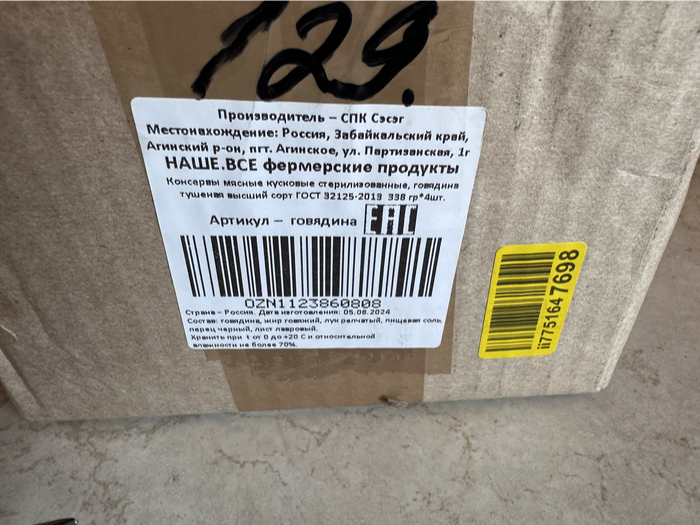 129.
Производитель – СПК Сэсэг
Местонахождение: Россия, Забайкальский край,
Агинский р-он, пгт. Агинское, ул. Партизанская, 1г
НАШЕ.ВСЕ фермерские продукты
Консервы мясные кусковые стерилизованные, говядина
тушеная высший сорт ГОСТ 32125-2013 338 гр*4шт.
Артикул – говядина EAC
OZN1123860808
Страна – Россия. Дата изготовления: 05.08.2024
Состав: говядина, жир говяжий, лук репчатый, пищевая соль,
перец черный, лист лавровый.
Хранить при t от 0 до +20 С и относительной
влажности не более 70%.
ii7751647698